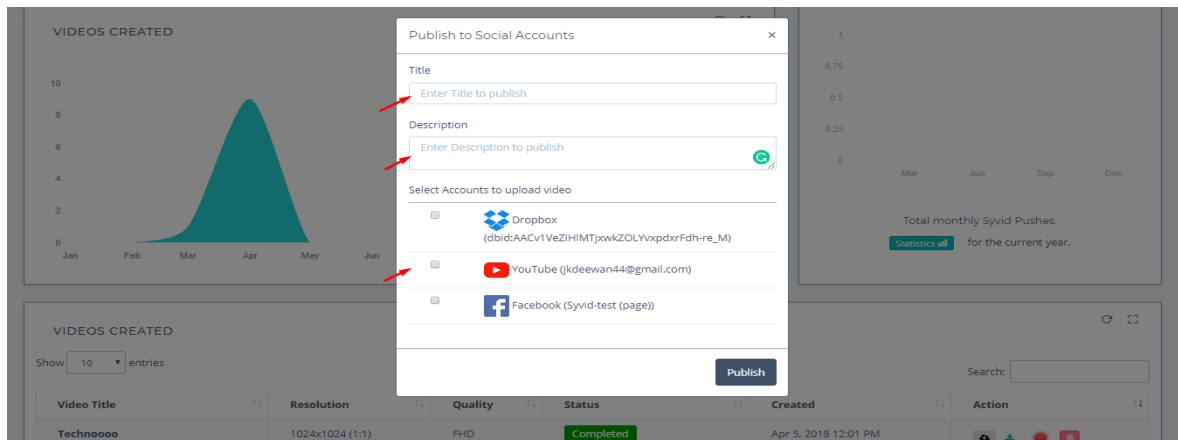 VIDEOS CREATED
10
8
6
4
2
0
Jan Feb Mar Apr May Jun
Publish to Social Accounts ×
Title
Enter Title to publish
Description
Enter Description to publish
Select Accounts to upload video
Dropbox
(dbid:AACv1VeZIHlMTjxwkZOLYvxpdxrFdh-re_M)
YouTube (jkdeewan44@gmail.com)
Facebook (Syvid-test (page))
Publish
1
0.75
0.5
0.25
0
Mar Jun Sep Dec
Total monthly Syvid Pushes.
Statistics for the current year.
VIDEOS CREATED
Show 10 entries
Search:
Video Title Resolution Quality Status Created Action
Technoooo 1024x1024 (1:1) FHD Completed Apr 5, 2018 12:01 PM